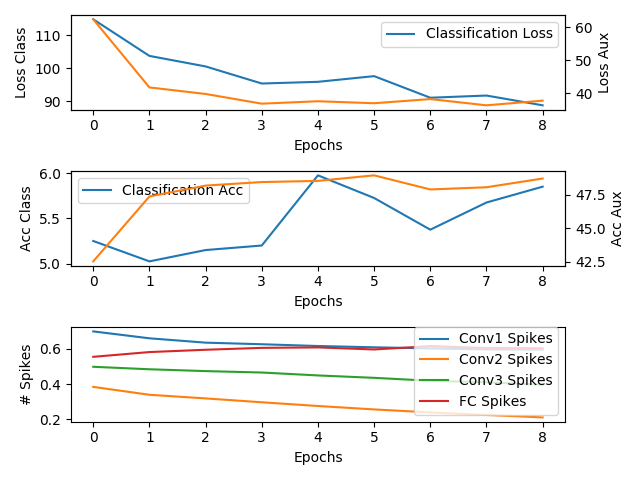 Classification Loss
Loss Class
110
100
90
60
50
40
Loss Aux
0 1 2 3 4 5 6 7 8
Epochs
Classification Acc
Acc Class
6.0
5.5
5.0
47.5
45.0
42.5
Acc Aux
0 1 2 3 4 5 6 7 8
Epochs
# Spikes
0.6
0.4
0.2
Conv1 Spikes
Conv2 Spikes
Conv3 Spikes
FC Spikes
0 1 2 3 4 5 6 7 8
Epochs